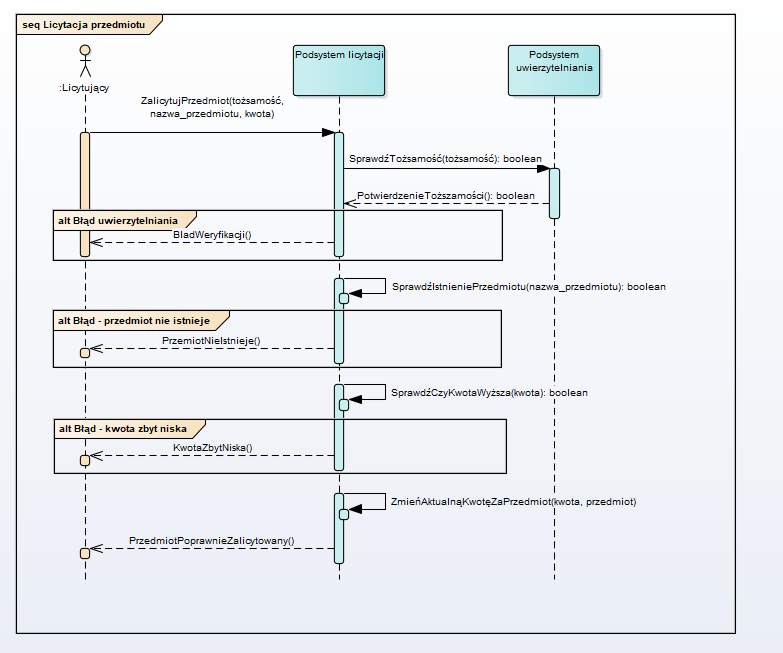 seq Licytacja przedmiotu
:Licytujący
Podsystem licytacji
Podsystem
uwierzytelniania
ZalicytujPrzedmiot(tożsamość,
nazwa_przedmiotu, kwota)
SprawdźTożsamość(tożsamość): boolean
PotwierdzenieToższamości(): boolean
alt Błąd uwierzytelniania
BladWeryfikacji()
SprawdźIstnieniePrzedmiotu(nazwa_przedmiotu): boolean
alt Błąd - przedmiot nie istnieje
PrzemiotNieIstnieje()
SprawdźCzyKwotaWyższa(kwota): boolean
alt Błąd - kwota zbyt niska
KwotaZbytNiska()
ZmieńAktualnąKwotęZaPrzedmiot(kwota, przedmiot)
PrzedmiotPoprawnieZalicytowany()